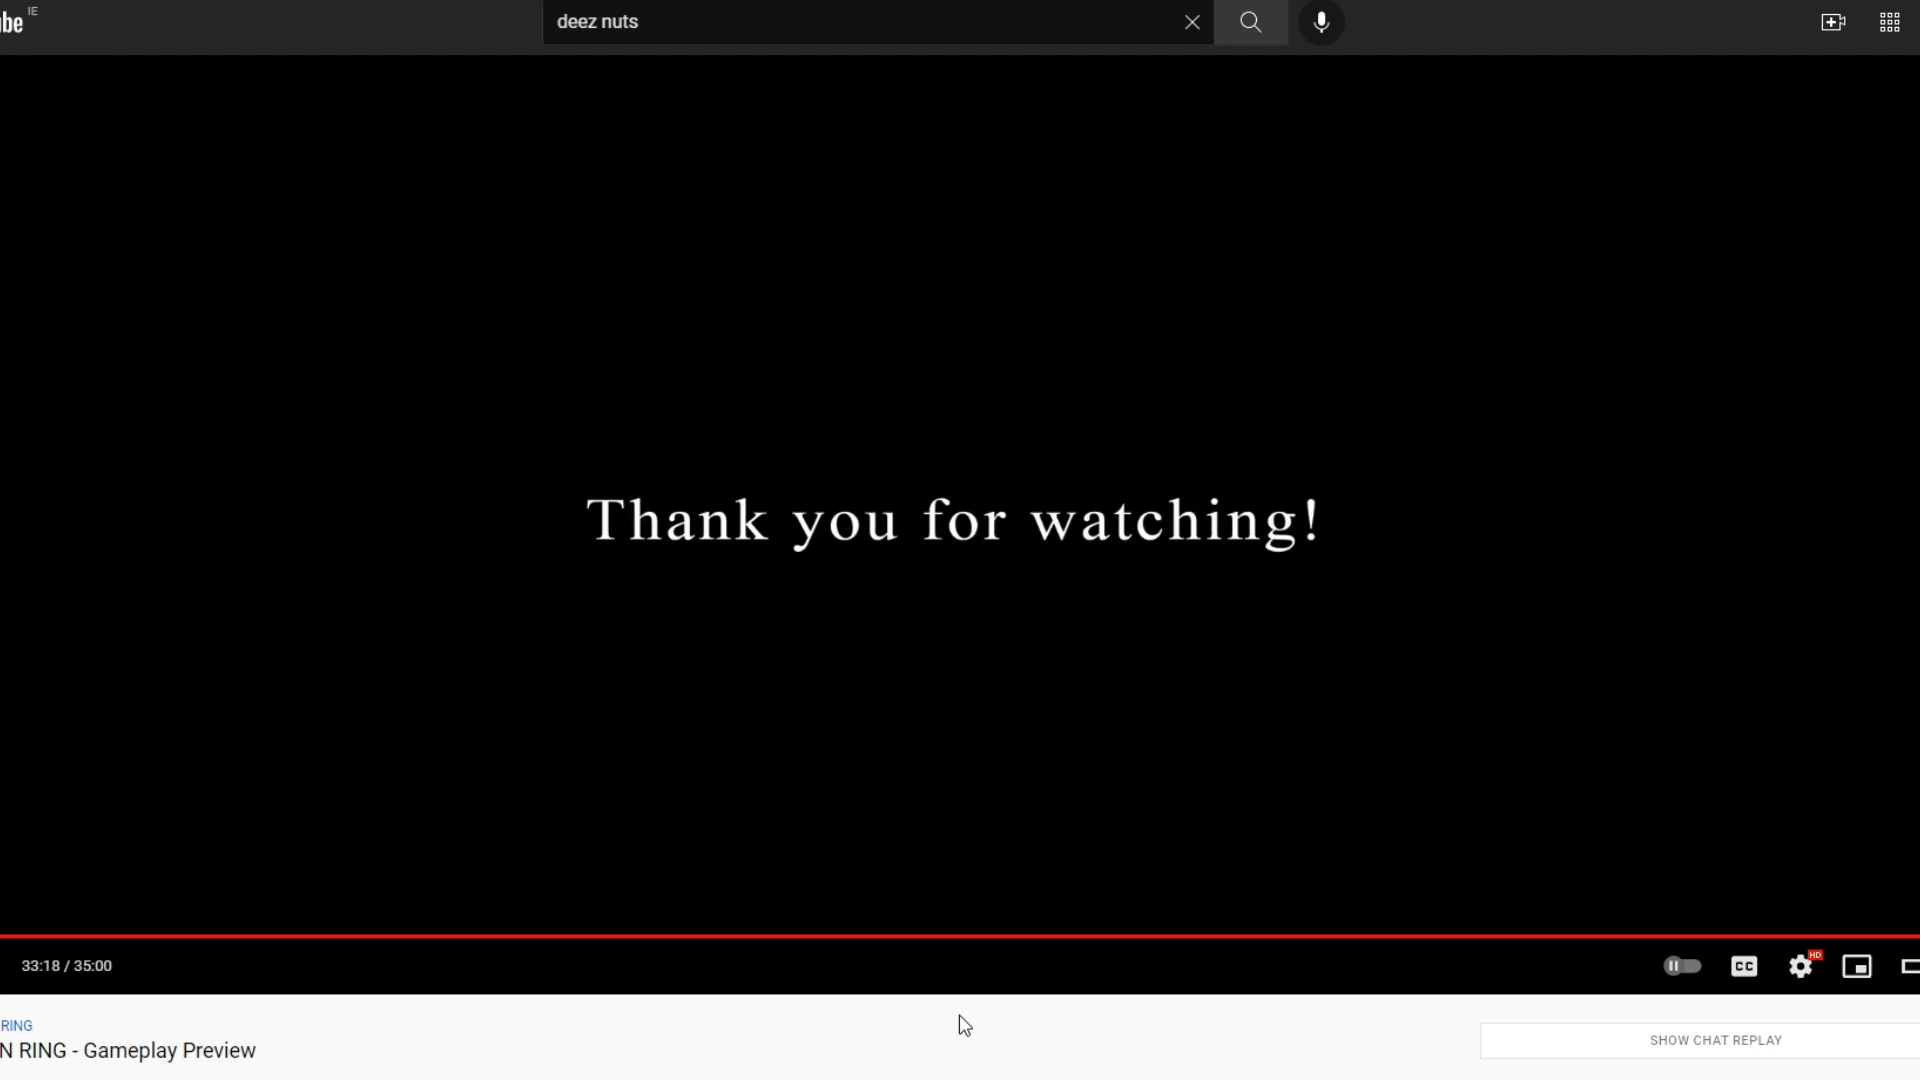 be IE
deez nuts
Thank you for watching!
33:18 / 35:00
CC
HD
RING
N RING - Gameplay Preview
SHOW CHAT REPLAY